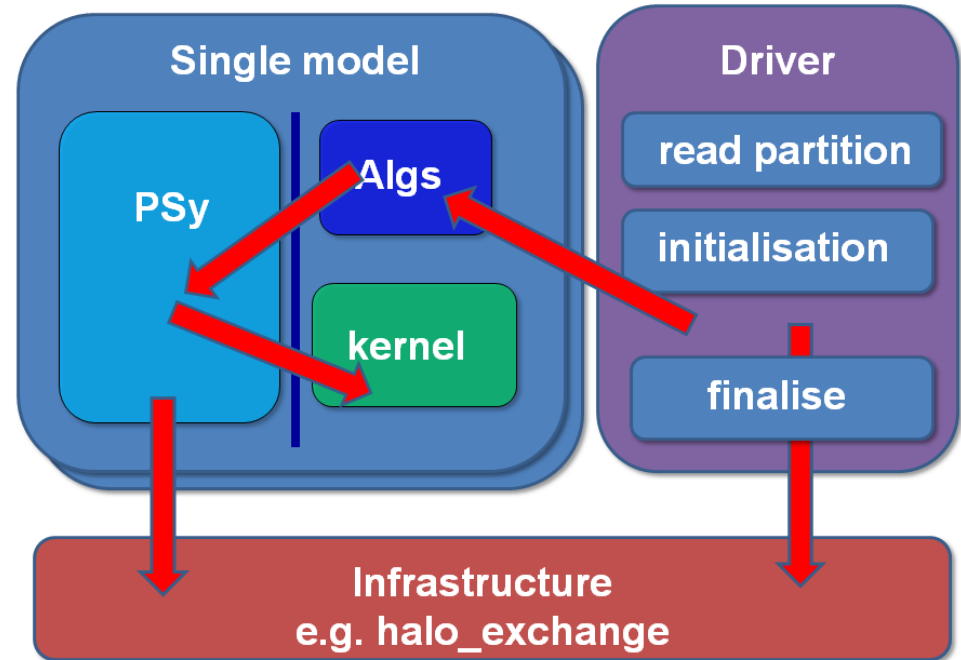 Single model
PSy
Algs
kernel
Driver
read partition
initialisation
finalise
Infrastructure
e.g. halo_exchange